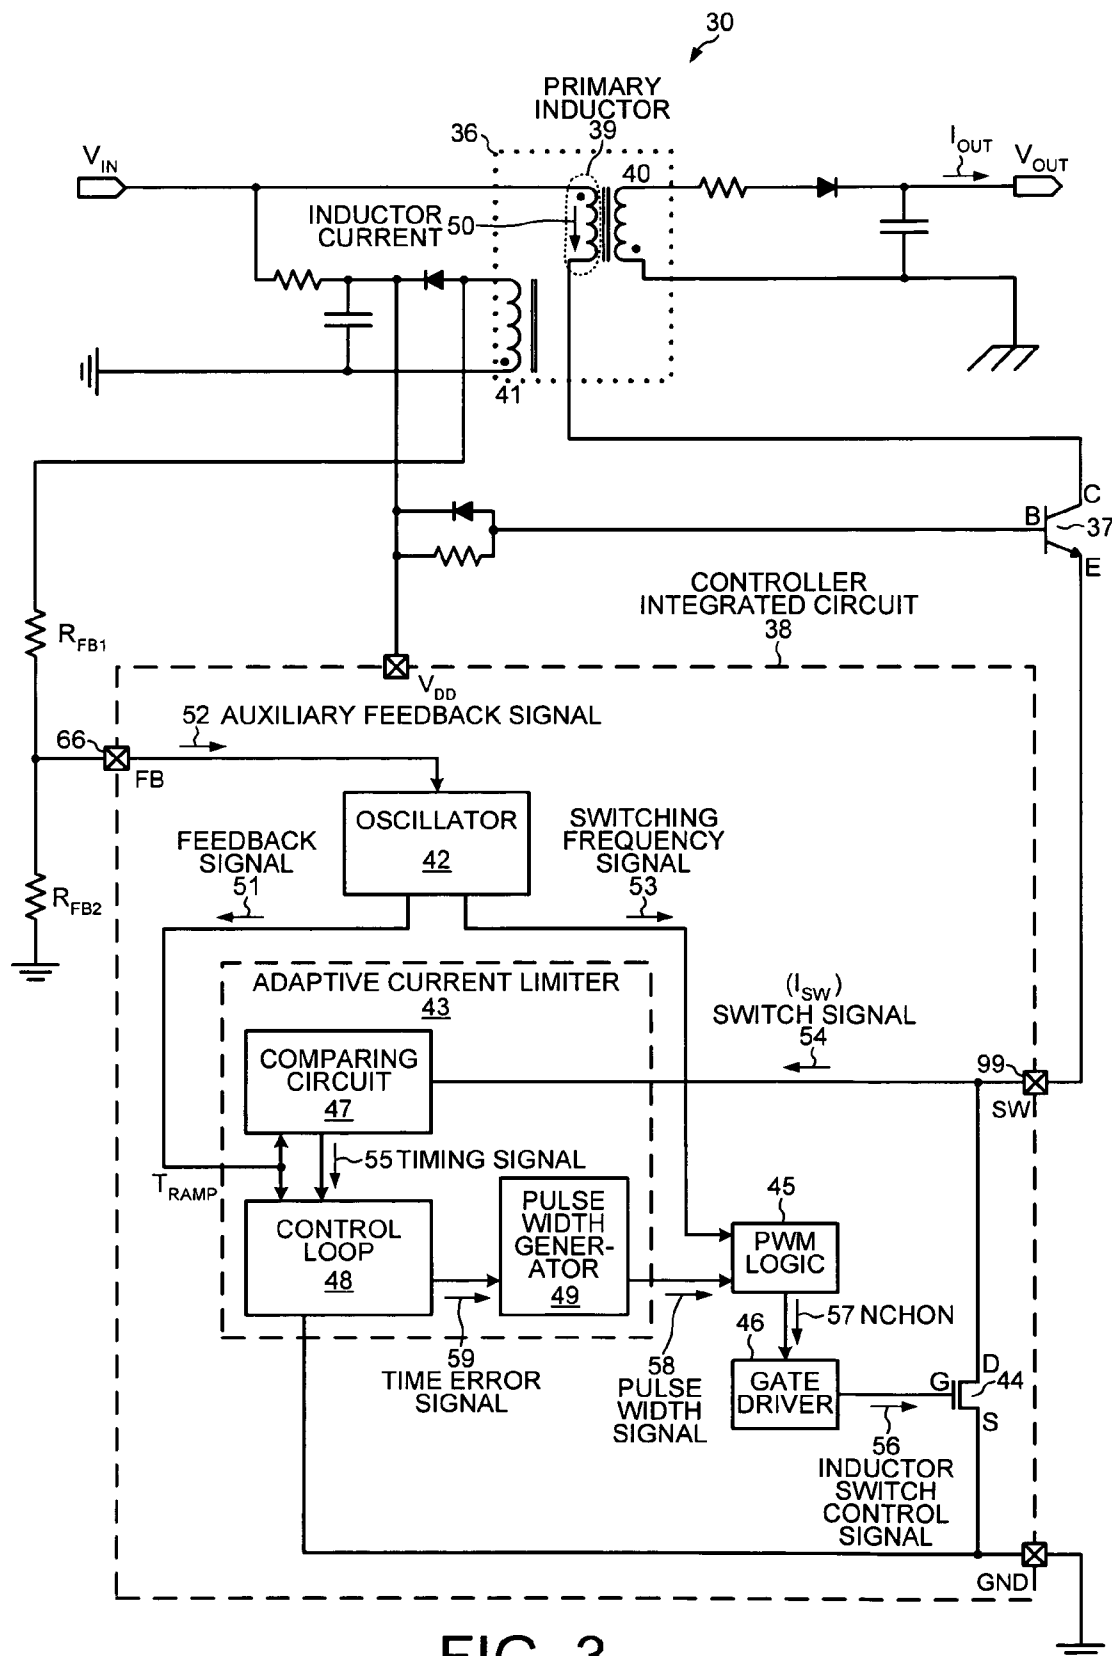 30
PRIMARY
INDUCTOR
36
39
V_IN
40
I_OUT
V_OUT
INDUCTOR
CURRENT
50
41
C
B
37
E
CONTROLLER
INTEGRATED CIRCUIT
38
R_FB1
V_DD
52 AUXILIARY FEEDBACK SIGNAL
66
FB
OSCILLATOR
42
FEEDBACK
SIGNAL
51
SWITCHING
FREQUENCY
SIGNAL
53
R_FB2
ADAPTIVE CURRENT LIMITER
43
(I_SW)
SWITCH SIGNAL
54
COMPARING
CIRCUIT
47
99
SW
55 TIMING SIGNAL
T_RAMP
CONTROL
LOOP
48
PULSE
WIDTH
GENER-
ATOR
49
45
PWM
LOGIC
57 NCHON
59
TIME ERROR
SIGNAL
58
PULSE
WIDTH
SIGNAL
46
GATE
DRIVER
D
G
44
S
56
INDUCTOR
SWITCH
CONTROL
SIGNAL
GND
FIG. 3